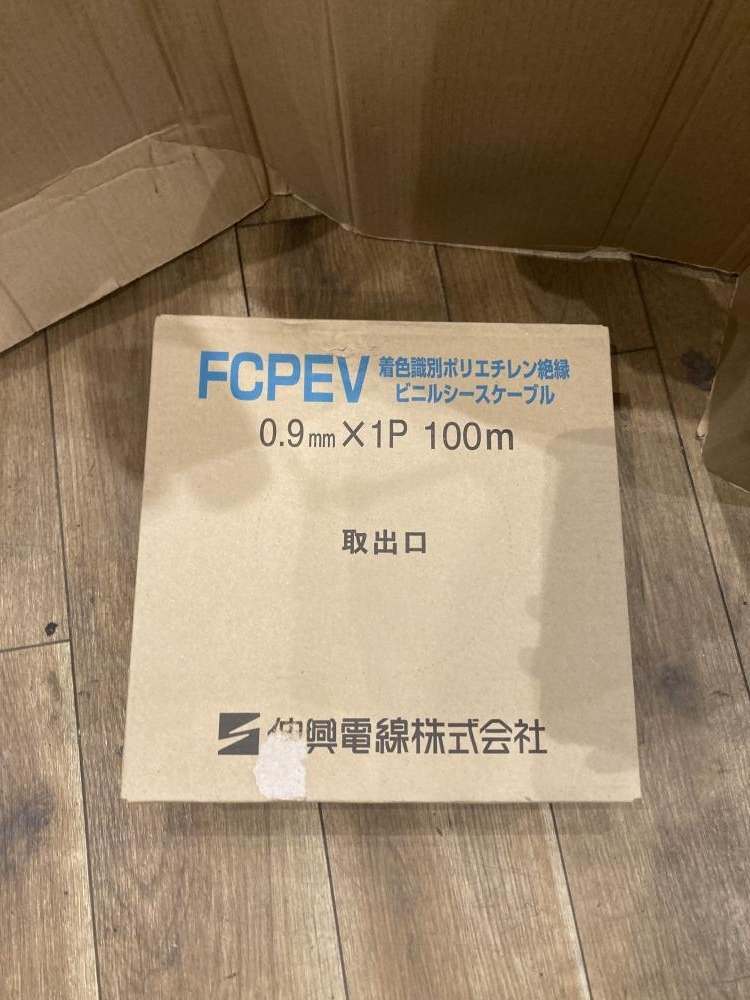 FCPEV 着色識別ポリエチレン絶縁
ビニルシースケーブル
0.9mm×1P 100m
取出口
伸興電線株式会社